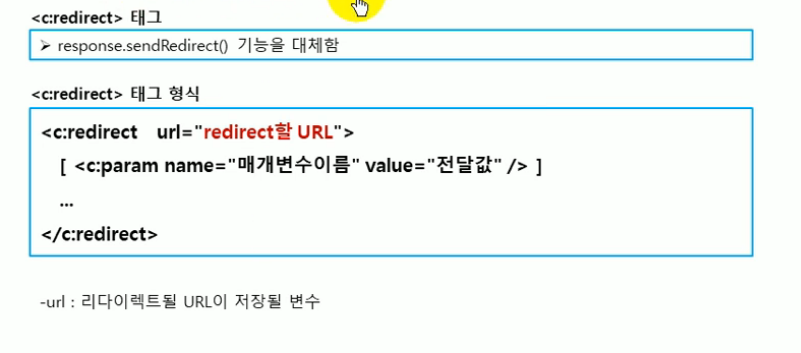 <c:redirect> 태그
➢ response.sendRedirect() 기능을 대체함
<c:redirect> 태그 형식
<c:redirect url="redirect할 URL">
[ <c:param name="매개변수이름" value="전달값" /> ]
...
</c:redirect>
-url : 리다이렉트될 URL이 저장될 변수